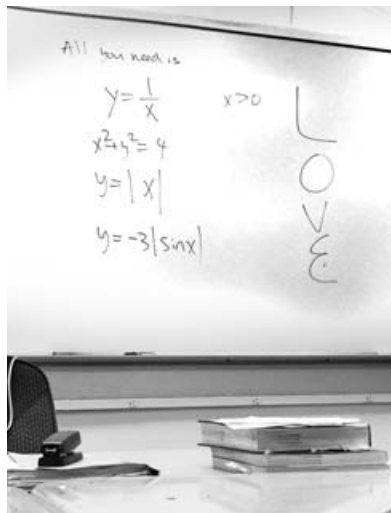 All you need is
y = 1/x x>0 L
x²+y²=4 O
y=|x| V
y=-3|sinx| E